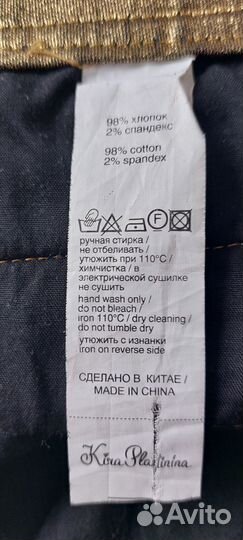 98% хлопок
2% спандекс
98% cotton
2% spandex
F
ручная стирка /
не отбеливать /
утюжить при 110°C /
химчистка / в
электрической сушилке
не сушить
hand wash only /
do not bleach /
iron 110°C / dry cleaning /
do not tumble dry
утюжить с изнанки
iron on reverse side
СДЕЛАНО В КИТАЕ /
MADE IN CHINA
Kira Plastinina
Avito